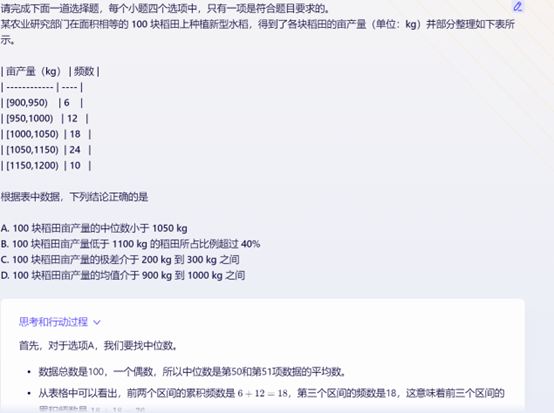 请完成下面一道选择题，每个小题四个选项中，只有一项是符合题目要求的。
某农业研究部门在面积相等的 100 块稻田上种植新型水稻，得到了各块稻田的亩产量（单位：kg）并部分整理如下表所
示。
| 亩产量（kg） | 频数 |
| ------------ | ---- |
| [900,950) | 6 |
| [950,1000) | 12 |
| [1000,1050) | 18 |
| [1050,1150) | 24 |
| [1150,1200) | 10 |
根据表中数据，下列结论正确的是
A. 100 块稻田亩产量的中位数小于 1050 kg
B. 100 块稻田亩产量低于 1100 kg 的稻田所占比例超过 40%
C. 100 块稻田亩产量的极差介于 200 kg 到 300 kg 之间
D. 100 块稻田亩产量的均值介于 900 kg 到 1000 kg 之间
思考和行动过程
首先，对于选项A，我们要找中位数。
• 数据总数是100，一个偶数，所以中位数是第50和第51项数据的平均数。
• 从表格中可以看出，前两个区间的累积频数是 6 + 12 = 18，第三个区间的频数是18，这意味着前三个区间的